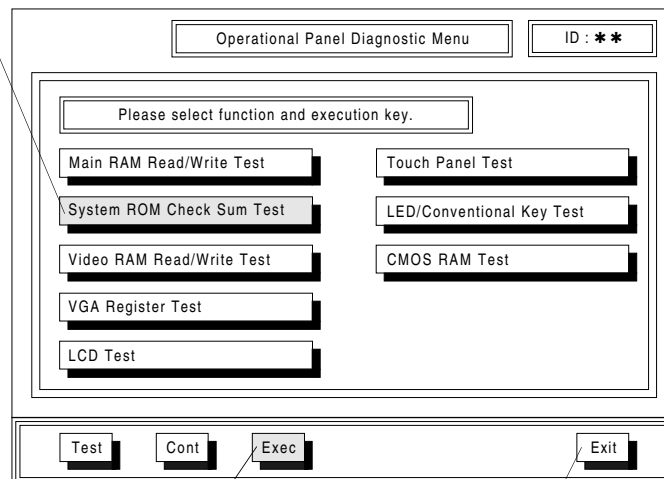 Operational Panel Diagnostic Menu
ID : ✱✱
Please select function and execution key.
Main RAM Read/Write Test
Touch Panel Test
System ROM Check Sum Test
LED/Conventional Key Test
Video RAM Read/Write Test
CMOS RAM Test
VGA Register Test
LCD Test
Test Cont Exec Exit